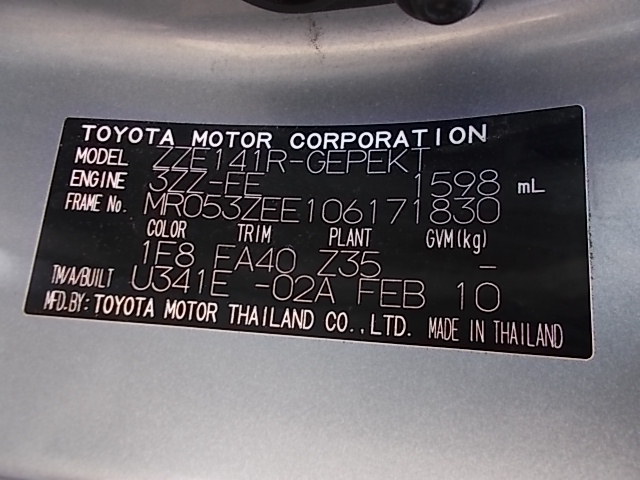 TOYOTA MOTOR CORPORATION
MODEL ZZE141R-GEPEKT
ENGINE 3ZZ-FE 1598 mL
FRAME No. MR053ZEE106171830
COLOR TRIM PLANT GVM(kg)
1F8 FA40 Z35 –
TM/A/BUILT U341E -02A FEB 10
MFD.BY: TOYOTA MOTOR THAILAND CO.,LTD. MADE IN THAILAND